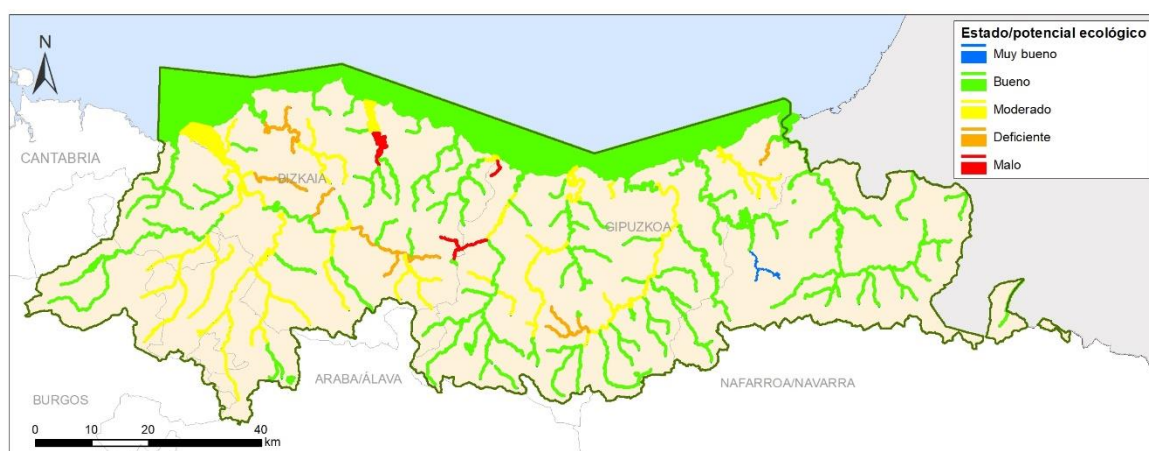 N
Estado/potencial ecológico
Muy bueno
Bueno
Moderado
Deficiente
Malo
CANTABRIA
BIZKAIA
GIPUZKOA
ARABA/ÁLAVA
NAFARROA/NAVARRA
BURGOS
0 10 20 40
km